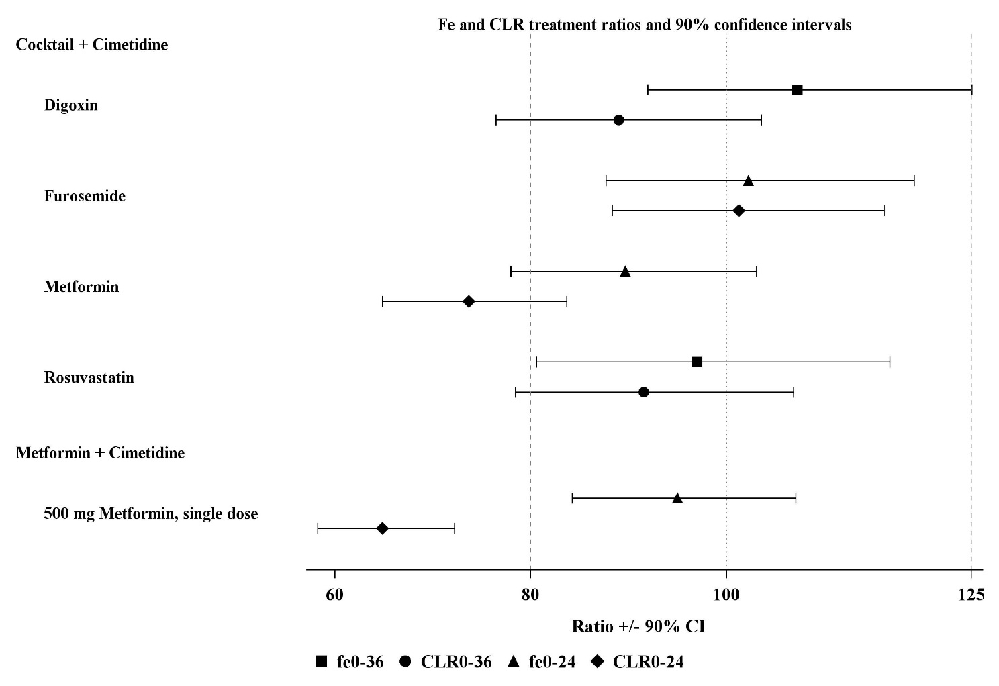 Fe and CLR treatment ratios and 90% confidence intervals
Cocktail + Cimetidine
Digoxin
Furosemide
Metformin
Rosuvastatin
Metformin + Cimetidine
500 mg Metformin, single dose
60 80 100 125
Ratio +/- 90% CI
fe0-36 CLR0-36 fe0-24 CLR0-24